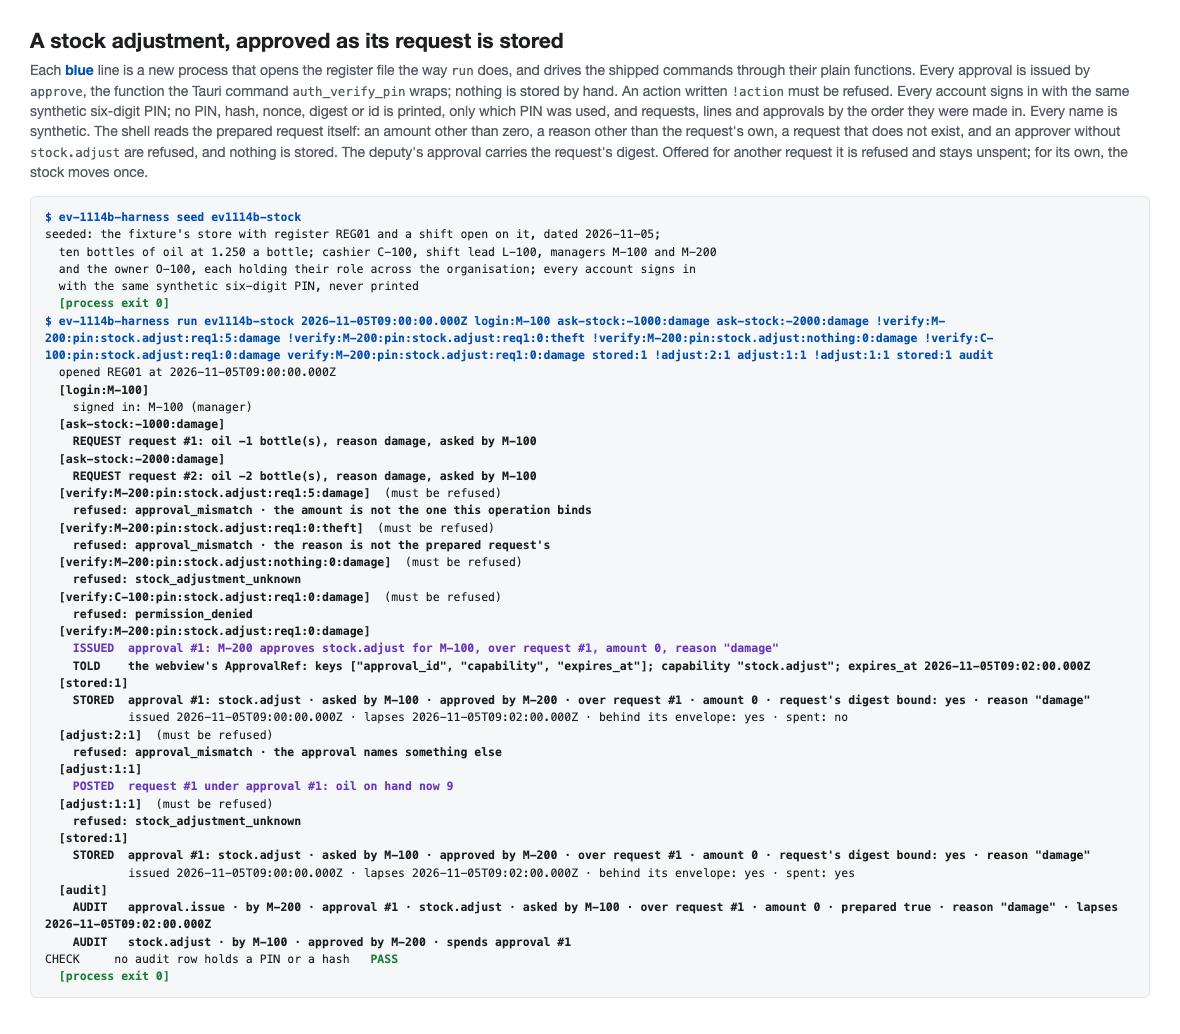 A stock adjustment, approved as its request is stored
Each blue line is a new process that opens the register file the way run does, and drives the shipped commands through their plain functions. Every approval is issued by
approve, the function the Tauri command auth_verify_pin wraps; nothing is stored by hand. An action written !action must be refused. Every account signs in with the same
synthetic six-digit PIN; no PIN, hash, nonce, digest or id is printed, only which PIN was used, and requests, lines and approvals by the order they were made in. Every name is
synthetic. The shell reads the prepared request itself: an amount other than zero, a reason other than the request's own, a request that does not exist, and an approver without
stock.adjust are refused, and nothing is stored. The deputy's approval carries the request's digest. Offered for another request it is refused and stays unspent; for its own, the
stock moves once.
$ ev-1114b-harness seed ev1114b-stock
seeded: the fixture's store with register REG01 and a shift open on it, dated 2026-11-05;
ten bottles of oil at 1.250 a bottle; cashier C-100, shift lead L-100, managers M-100 and M-200
and the owner O-100, each holding their role across the organisation; every account signs in
with the same synthetic six-digit PIN, never printed
[process exit 0]
$ ev-1114b-harness run ev1114b-stock 2026-11-05T09:00:00.000Z login:M-100 ask-stock:-1000:damage ask-stock:-2000:damage !verify:M-
200:pin:stock.adjust:req1:5:damage !verify:M-200:pin:stock.adjust:req1:0:theft !verify:M-200:pin:stock.adjust:nothing:0:damage !verify:C-
100:pin:stock.adjust:req1:0:damage verify:M-200:pin:stock.adjust:req1:0:damage stored:1 !adjust:2:1 adjust:1:1 !adjust:1:1 stored:1 audit
opened REG01 at 2026-11-05T09:00:00.000Z
[login:M-100]
signed in: M-100 (manager)
[ask-stock:-1000:damage]
REQUEST request #1: oil -1 bottle(s), reason damage, asked by M-100
[ask-stock:-2000:damage]
REQUEST request #2: oil -2 bottle(s), reason damage, asked by M-100
[verify:M-200:pin:stock.adjust:req1:5:damage] (must be refused)
refused: approval_mismatch · the amount is not the one this operation binds
[verify:M-200:pin:stock.adjust:req1:0:theft] (must be refused)
refused: approval_mismatch · the reason is not the prepared request's
[verify:M-200:pin:stock.adjust:nothing:0:damage] (must be refused)
refused: stock_adjustment_unknown
[verify:C-100:pin:stock.adjust:req1:0:damage] (must be refused)
refused: permission_denied
[verify:M-200:pin:stock.adjust:req1:0:damage]
ISSUED approval #1: M-200 approves stock.adjust for M-100, over request #1, amount 0, reason "damage"
TOLD the webview's ApprovalRef: keys ["approval_id", "capability", "expires_at"]; capability "stock.adjust"; expires_at 2026-11-05T09:02:00.000Z
[stored:1]
STORED approval #1: stock.adjust · asked by M-100 · approved by M-200 · over request #1 · amount 0 · request's digest bound: yes · reason "damage"
issued 2026-11-05T09:00:00.000Z · lapses 2026-11-05T09:02:00.000Z · behind its envelope: yes · spent: no
[adjust:2:1] (must be refused)
refused: approval_mismatch · the approval names something else
[adjust:1:1]
POSTED request #1 under approval #1: oil on hand now 9
[adjust:1:1] (must be refused)
refused: stock_adjustment_unknown
[stored:1]
STORED approval #1: stock.adjust · asked by M-100 · approved by M-200 · over request #1 · amount 0 · request's digest bound: yes · reason "damage"
issued 2026-11-05T09:00:00.000Z · lapses 2026-11-05T09:02:00.000Z · behind its envelope: yes · spent: yes
[audit]
AUDIT approval.issue · by M-200 · approval #1 · stock.adjust · asked by M-100 · over request #1 · amount 0 · prepared true · reason "damage" · lapses
2026-11-05T09:02:00.000Z
AUDIT stock.adjust · by M-100 · approved by M-200 · spends approval #1
CHECK no audit row holds a PIN or a hash PASS
[process exit 0]